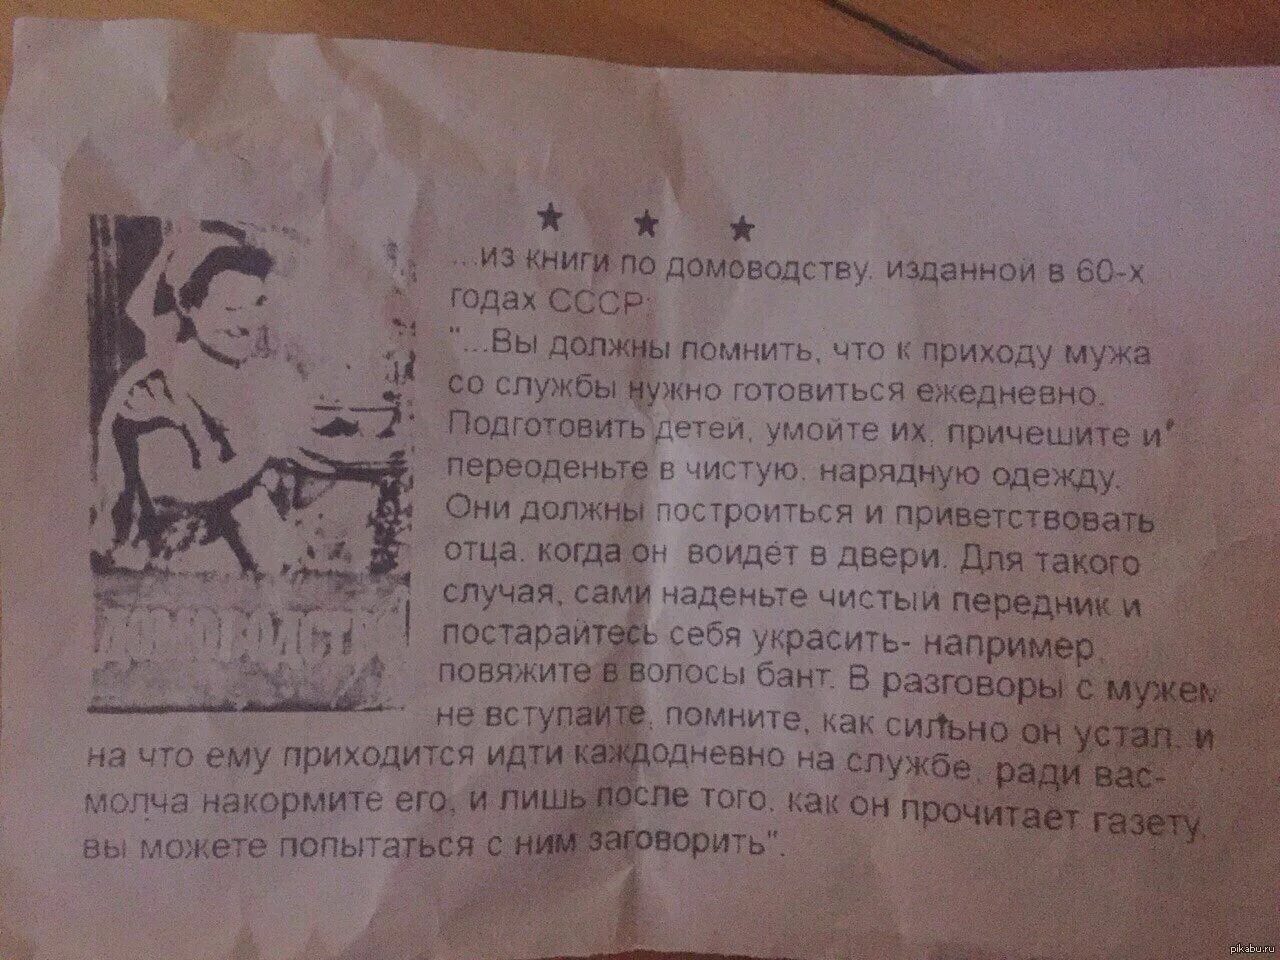 ★ ★ ★
...из книги по домоводству, изданной в 60-х
годах СССР:
"...Вы должны помнить, что к приходу мужа
со службы нужно готовиться ежедневно.
Подготовить детей, умойте их, причешите и
переоденьте в чистую, нарядную одежду.
Они должны построиться и приветствовать
отца, когда он войдёт в двери. Для такого
случая, сами наденьте чистый передник и
постарайтесь себя украсить- например,
повяжите в волосы бант. В разговоры с мужем
не вступайте, помните, как сильно он устал, и
на что ему приходится идти каждодневно на службе, ради вас-
молча накормите его, и лишь после того, как он прочитает газету,
вы можете попытаться с ним заговорить".
pikabu.ru